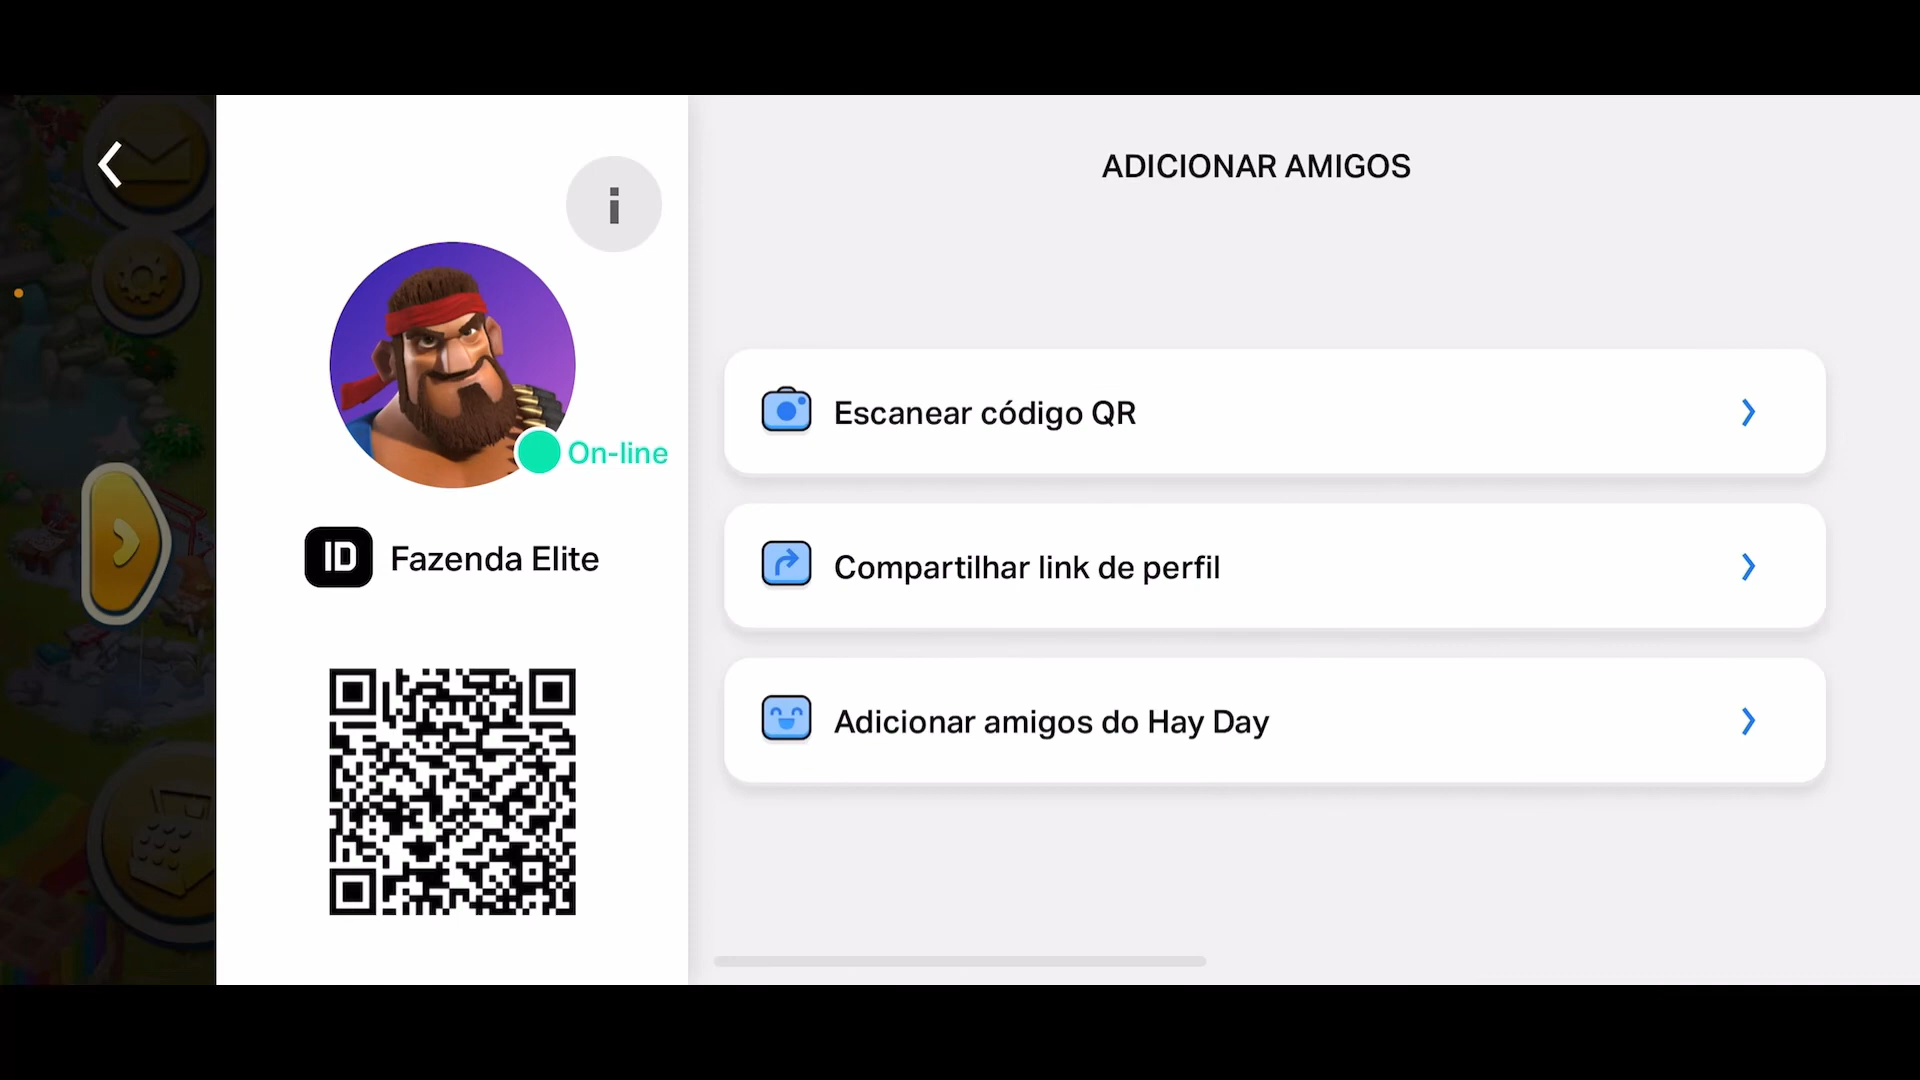 ADICIONAR AMIGOS
On-line
ID Fazenda Elite
Escanear código QR
Compartilhar link de perfil
Adicionar amigos do Hay Day